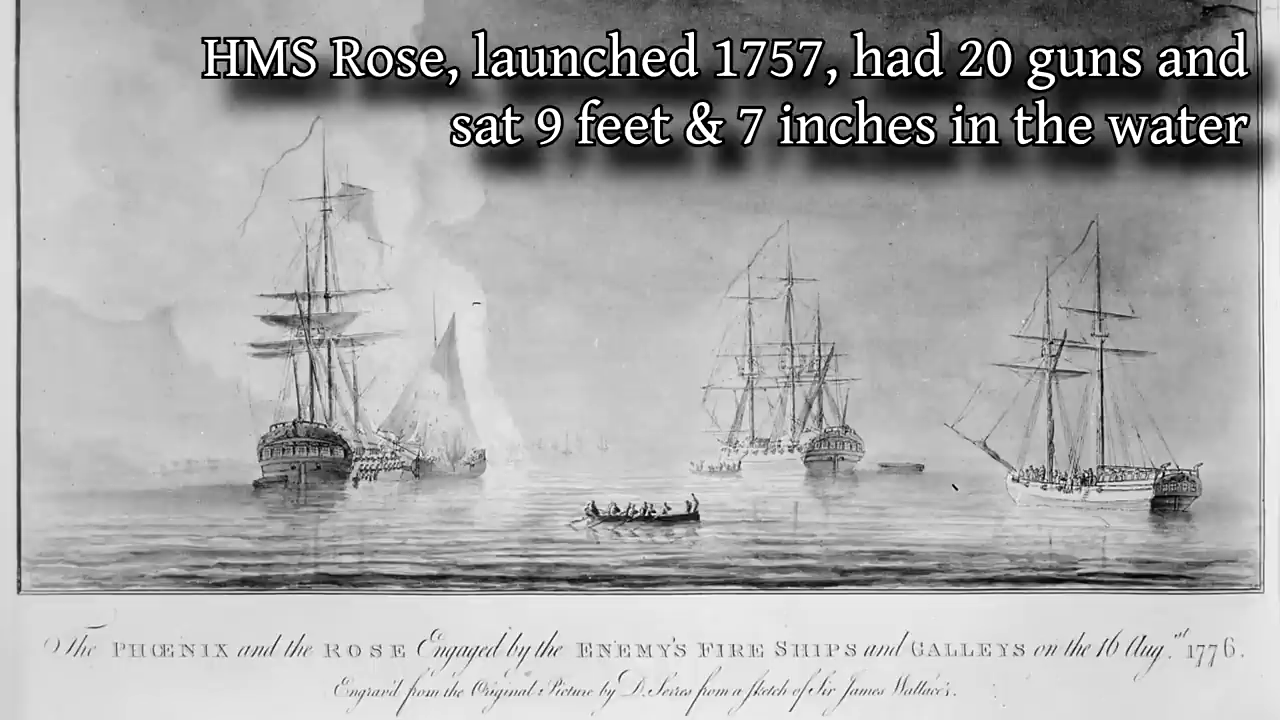 HMS Rose, launched 1757, had 20 guns and
sat 9 feet & 7 inches in the water
The PHŒNIX and the ROSE Engaged by the ENEMY'S FIRE SHIPS and GALLEYS on the 16 Aug.st 1776.
Engrav'd from the Original Picture by D. Serres from a sketch of Sir James Wallace's.